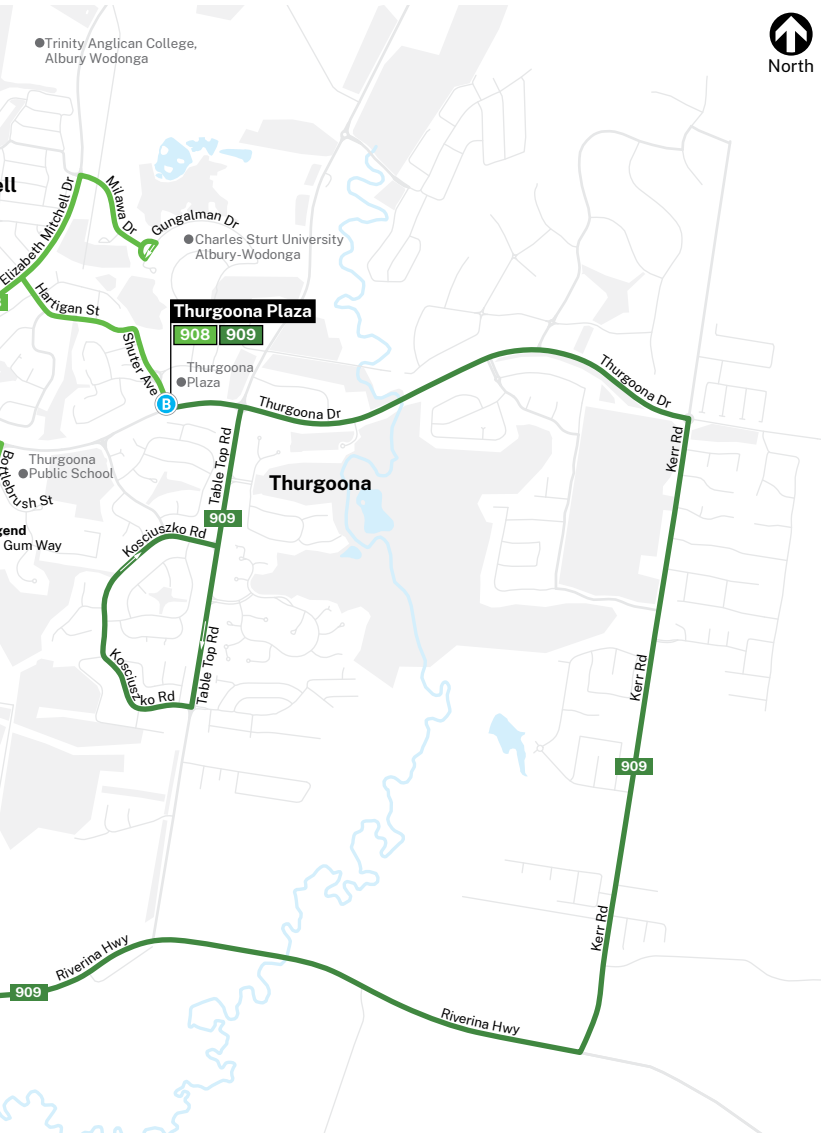 Trinity Anglican College,
Albury Wodonga
North
ell
Elizabeth Mitchell Dr
Milawa Dr
Gungalman Dr
Charles Sturt University
Albury-Wodonga
Hartigan St
Thurgoona Plaza
908
909
Shuter Ave
Thurgoona
Plaza
B
Thurgoona Dr
Thurgoona Dr
Kerr Rd
Table Top Rd
Thurgoona
Thurgoona
Public School
Bottlebrush St
909
gend
Gum Way
Kosciuszko Rd
Table Top Rd
Kosciuszko Rd
Kerr Rd
909
Kerr Rd
Riverina Hwy
909
Riverina Hwy